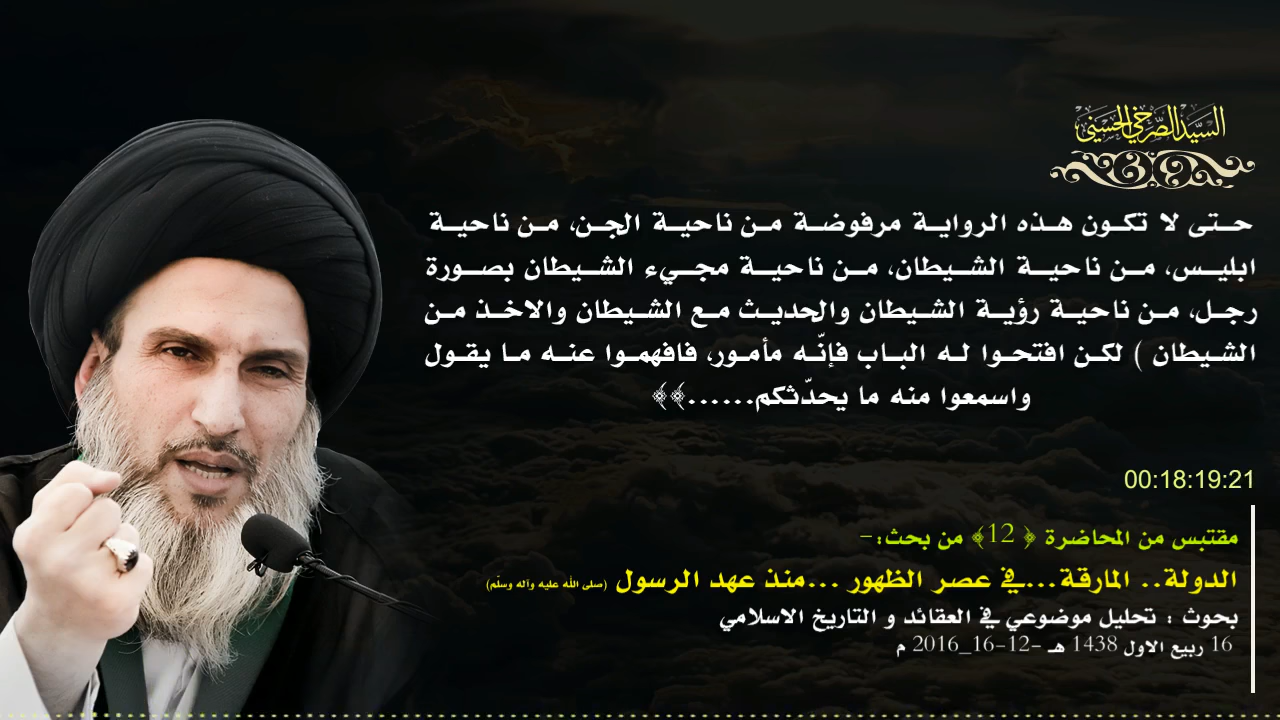 السيد الصرخي الحسني
حتى لا تكون هذه الرواية مرفوضة من ناحية الجن، من ناحية
ابليس، من ناحية الشيطان، من ناحية مجيء الشيطان بصورة
رجل، من ناحية رؤية الشيطان والحديث مع الشيطان والاخذ من
الشيطان ) لكن افتحوا له الباب فإنّه مأمور، فافهموا عنه ما يقول
واسمعوا منه ما يحدّثكم......﴾﴾
00:18:19:21
مقتبس من المحاضرة ﴿ 12﴾ من بحث:-
الدولة.. المارقة...في عصر الظهور ...منذ عهد الرسول (صلى الله عليه وآله وسلّم)
بحوث : تحليل موضوعي في العقائد و التاريخ الاسلامي
16 ربيع الاول 1438 هـ -12-16_2016 م